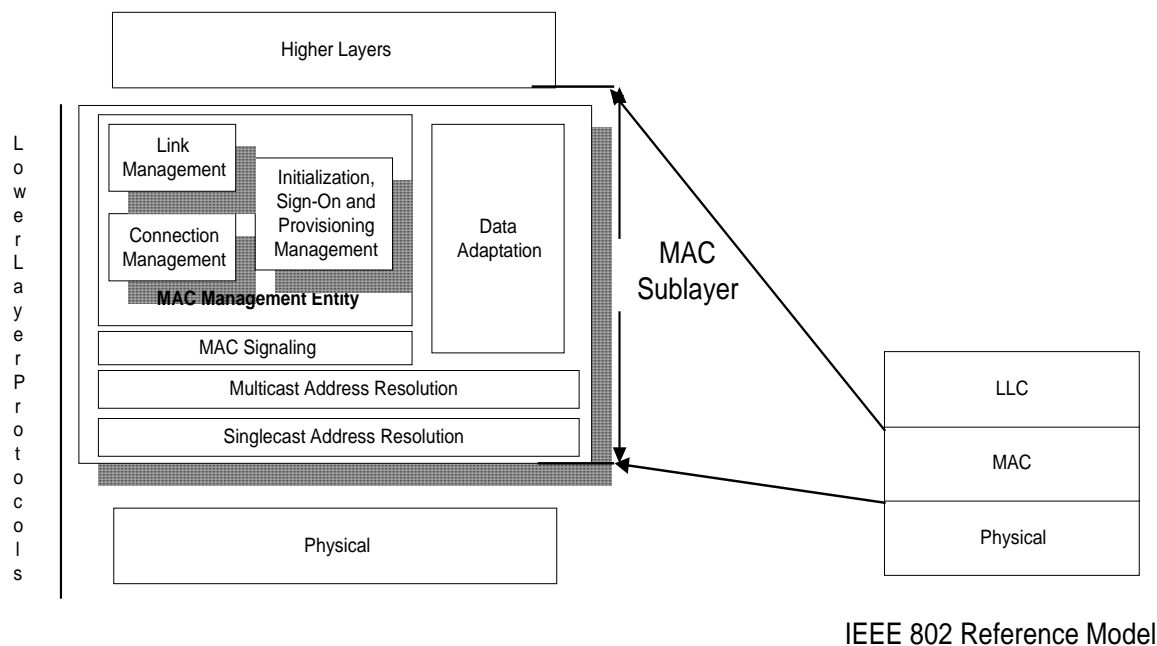 Higher Layers
LowerLayerProtocols
Link
Management
Initialization,
Sign-On and
Provisioning
Management
Connection
Management
MAC Management Entity
Data
Adaptation
MAC Signaling
Multicast Address Resolution
Singlecast Address Resolution
Physical
MAC
Sublayer
LLC
MAC
Physical
IEEE 802 Reference Model